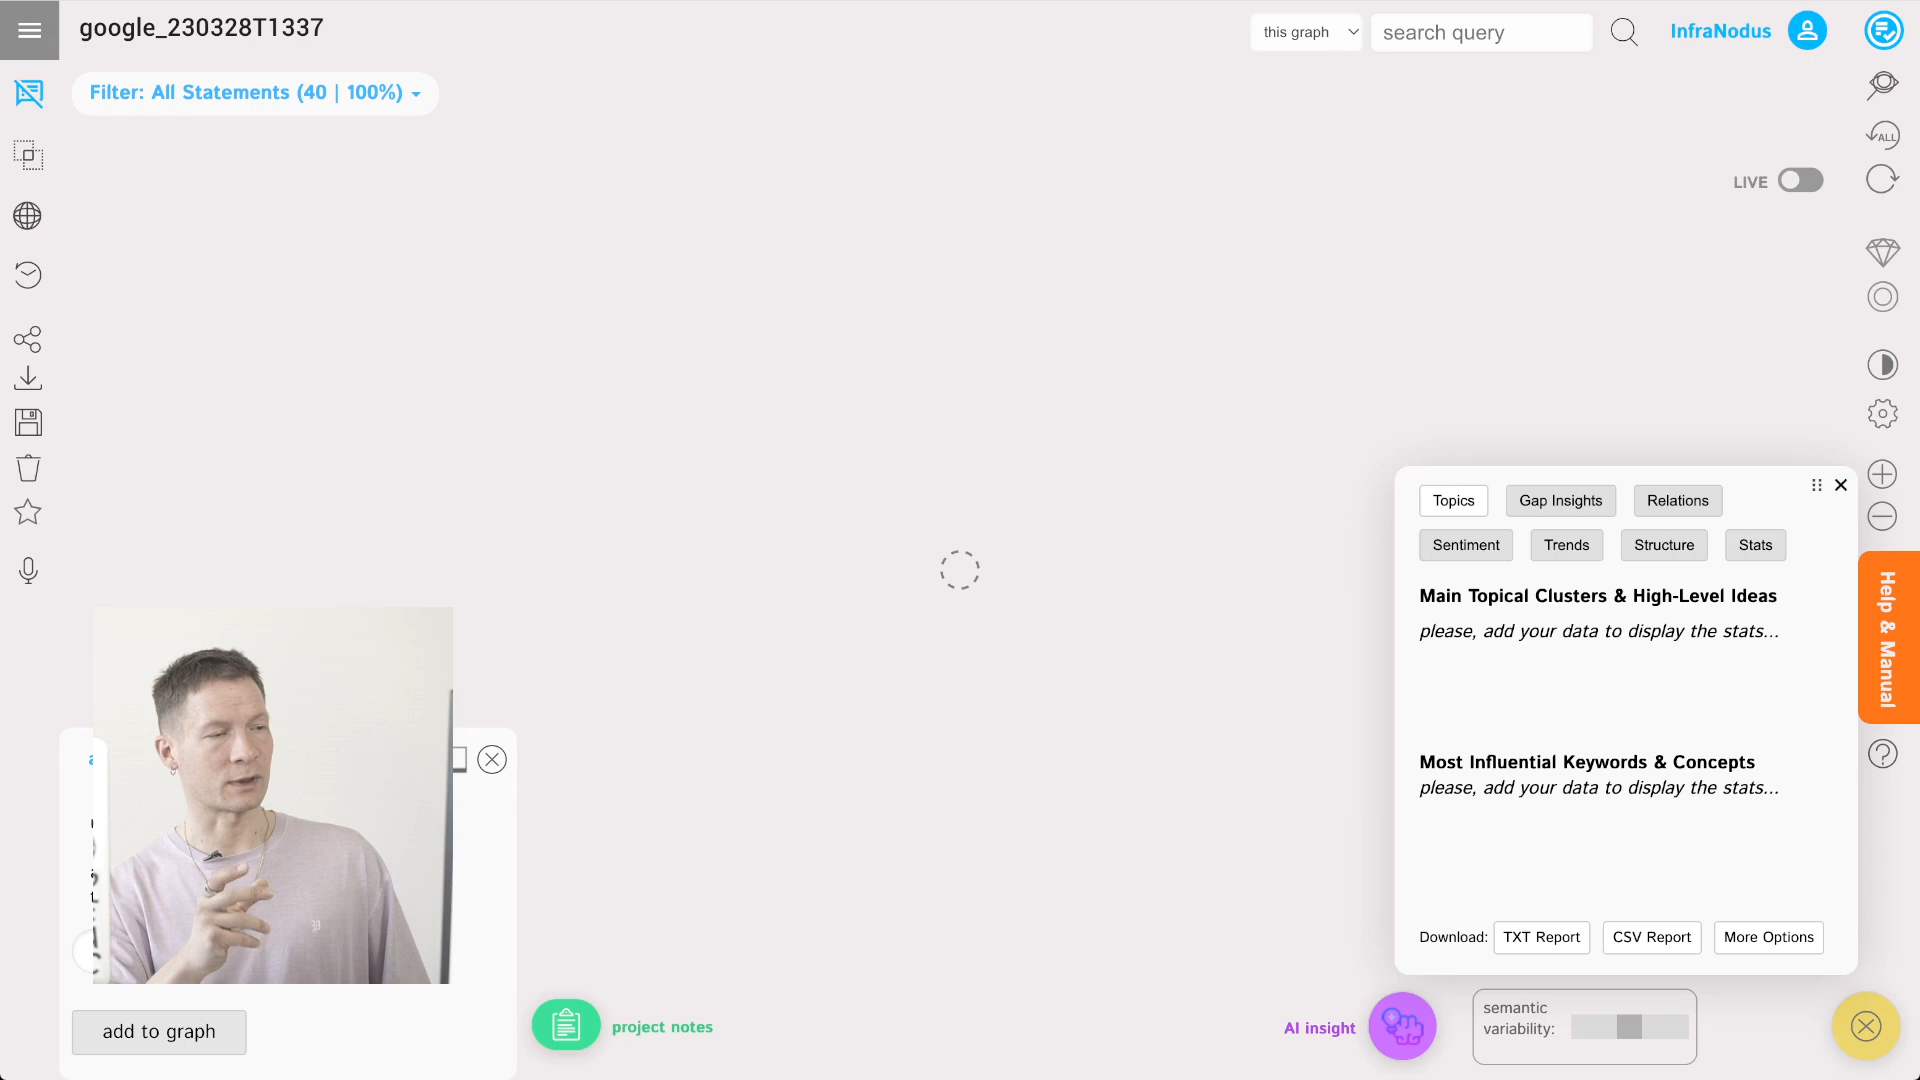 google_230328T1337
this graph
search query
InfraNodus
Filter: All Statements (40 | 100%)
ALL
LIVE
Topics
Gap Insights
Relations
Sentiment
Trends
Structure
Stats
Main Topical Clusters & High-Level Ideas
please, add your data to display the stats...
Most Influential Keywords & Concepts
please, add your data to display the stats...
Download:
TXT Report
CSV Report
More Options
Help & Manual
add to graph
project notes
AI insight
semantic
variability: